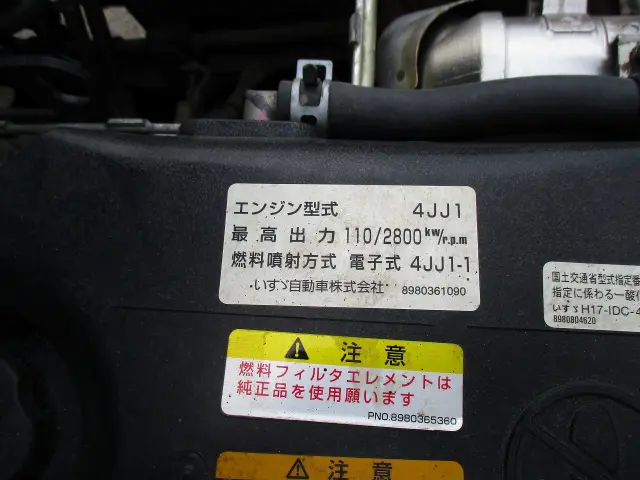 エンジン型式 4JJ1
最高出力 110/2800kW/r.p.m
燃料噴射方式 電子式 4JJ1-1
いすゞ自動車株式会社 8980361090
国土交通省型式指定番
指定に係わる一酸(
いすゞH17-IDC-4
8980804620
注意
燃料フィルタエレメントは
純正品を使用願います
PNO.8980365360
注意